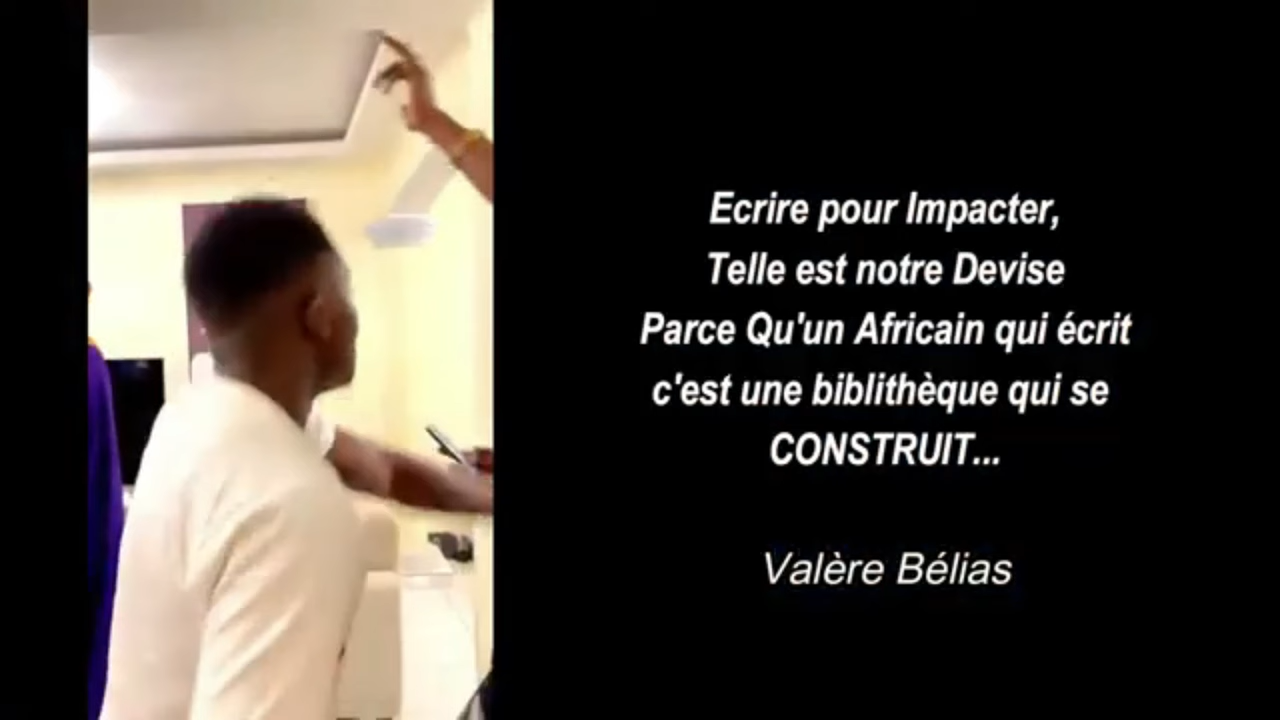 Ecrire pour Impacter,
Telle est notre Devise
Parce Qu'un Africain qui écrit
c'est une biblithèque qui se
CONSTRUIT...
Valère Bélias